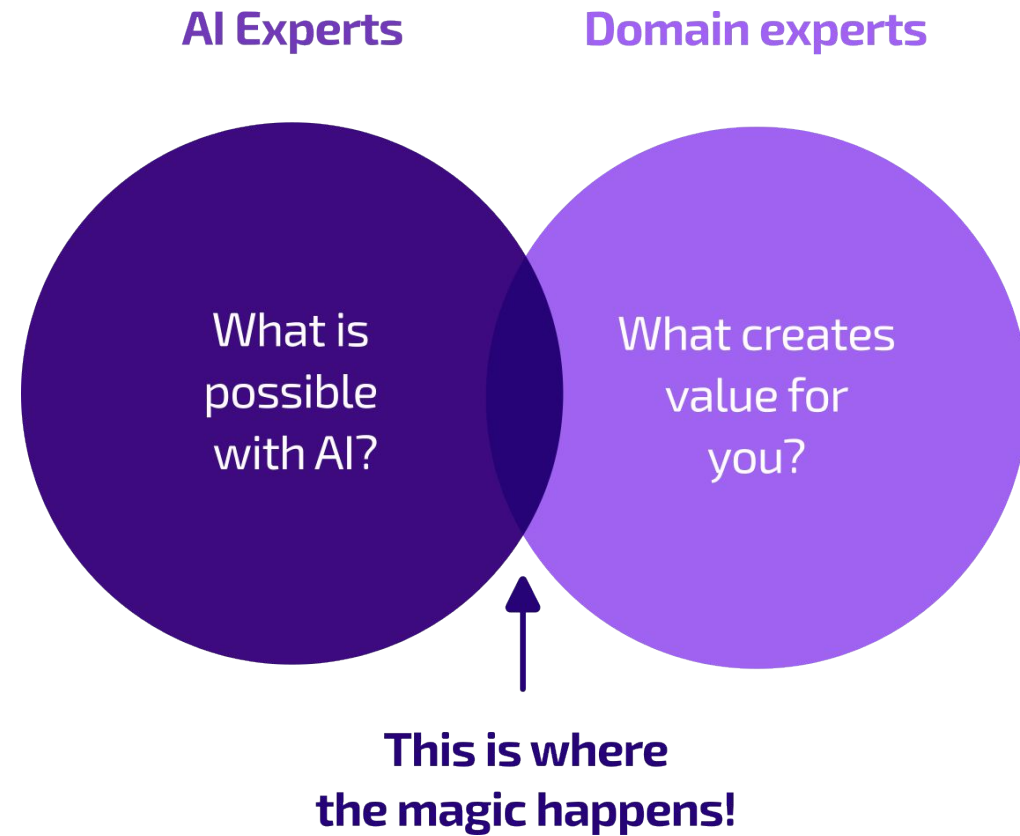 AI Experts
Domain experts
What is
possible
with AI?
What creates
value for
you?
This is where
the magic happens!